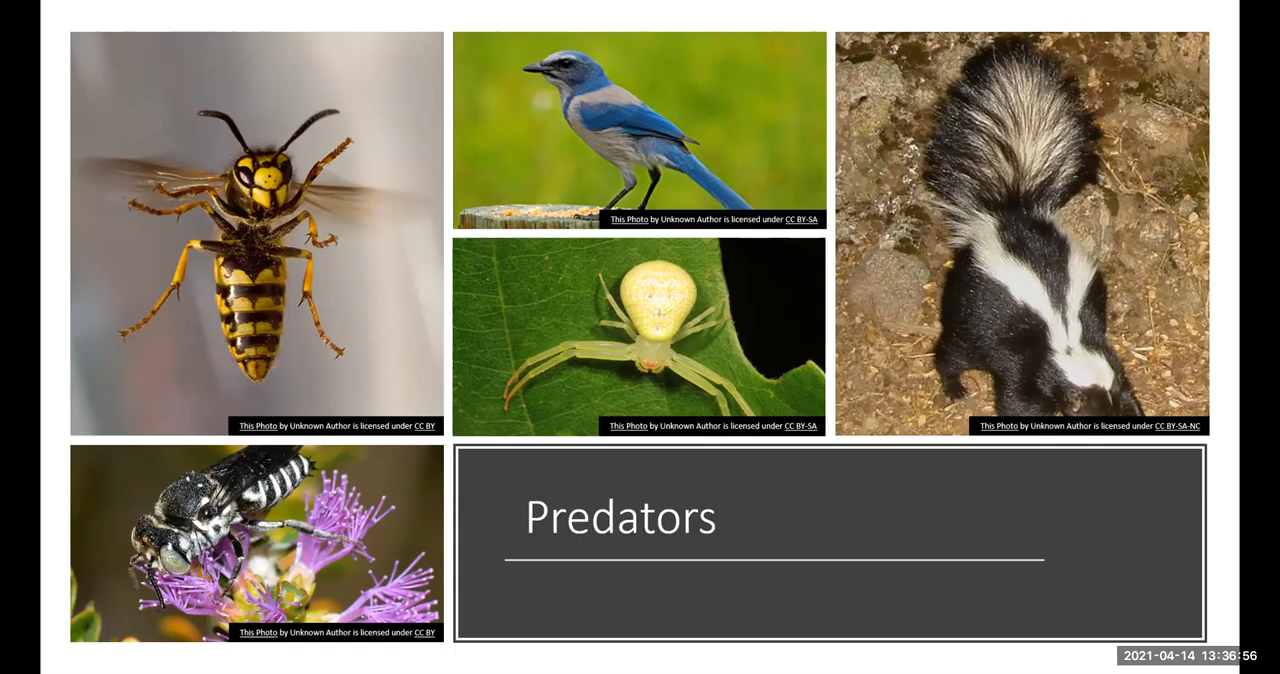 This Photo by Unknown Author is licensed under CC BY-SA
This Photo by Unknown Author is licensed under CC BY
This Photo by Unknown Author is licensed under CC BY-SA
This Photo by Unknown Author is licensed under CC BY-SA-NC
Predators
This Photo by Unknown Author is licensed under CC BY
2021-04-14 13:36:56